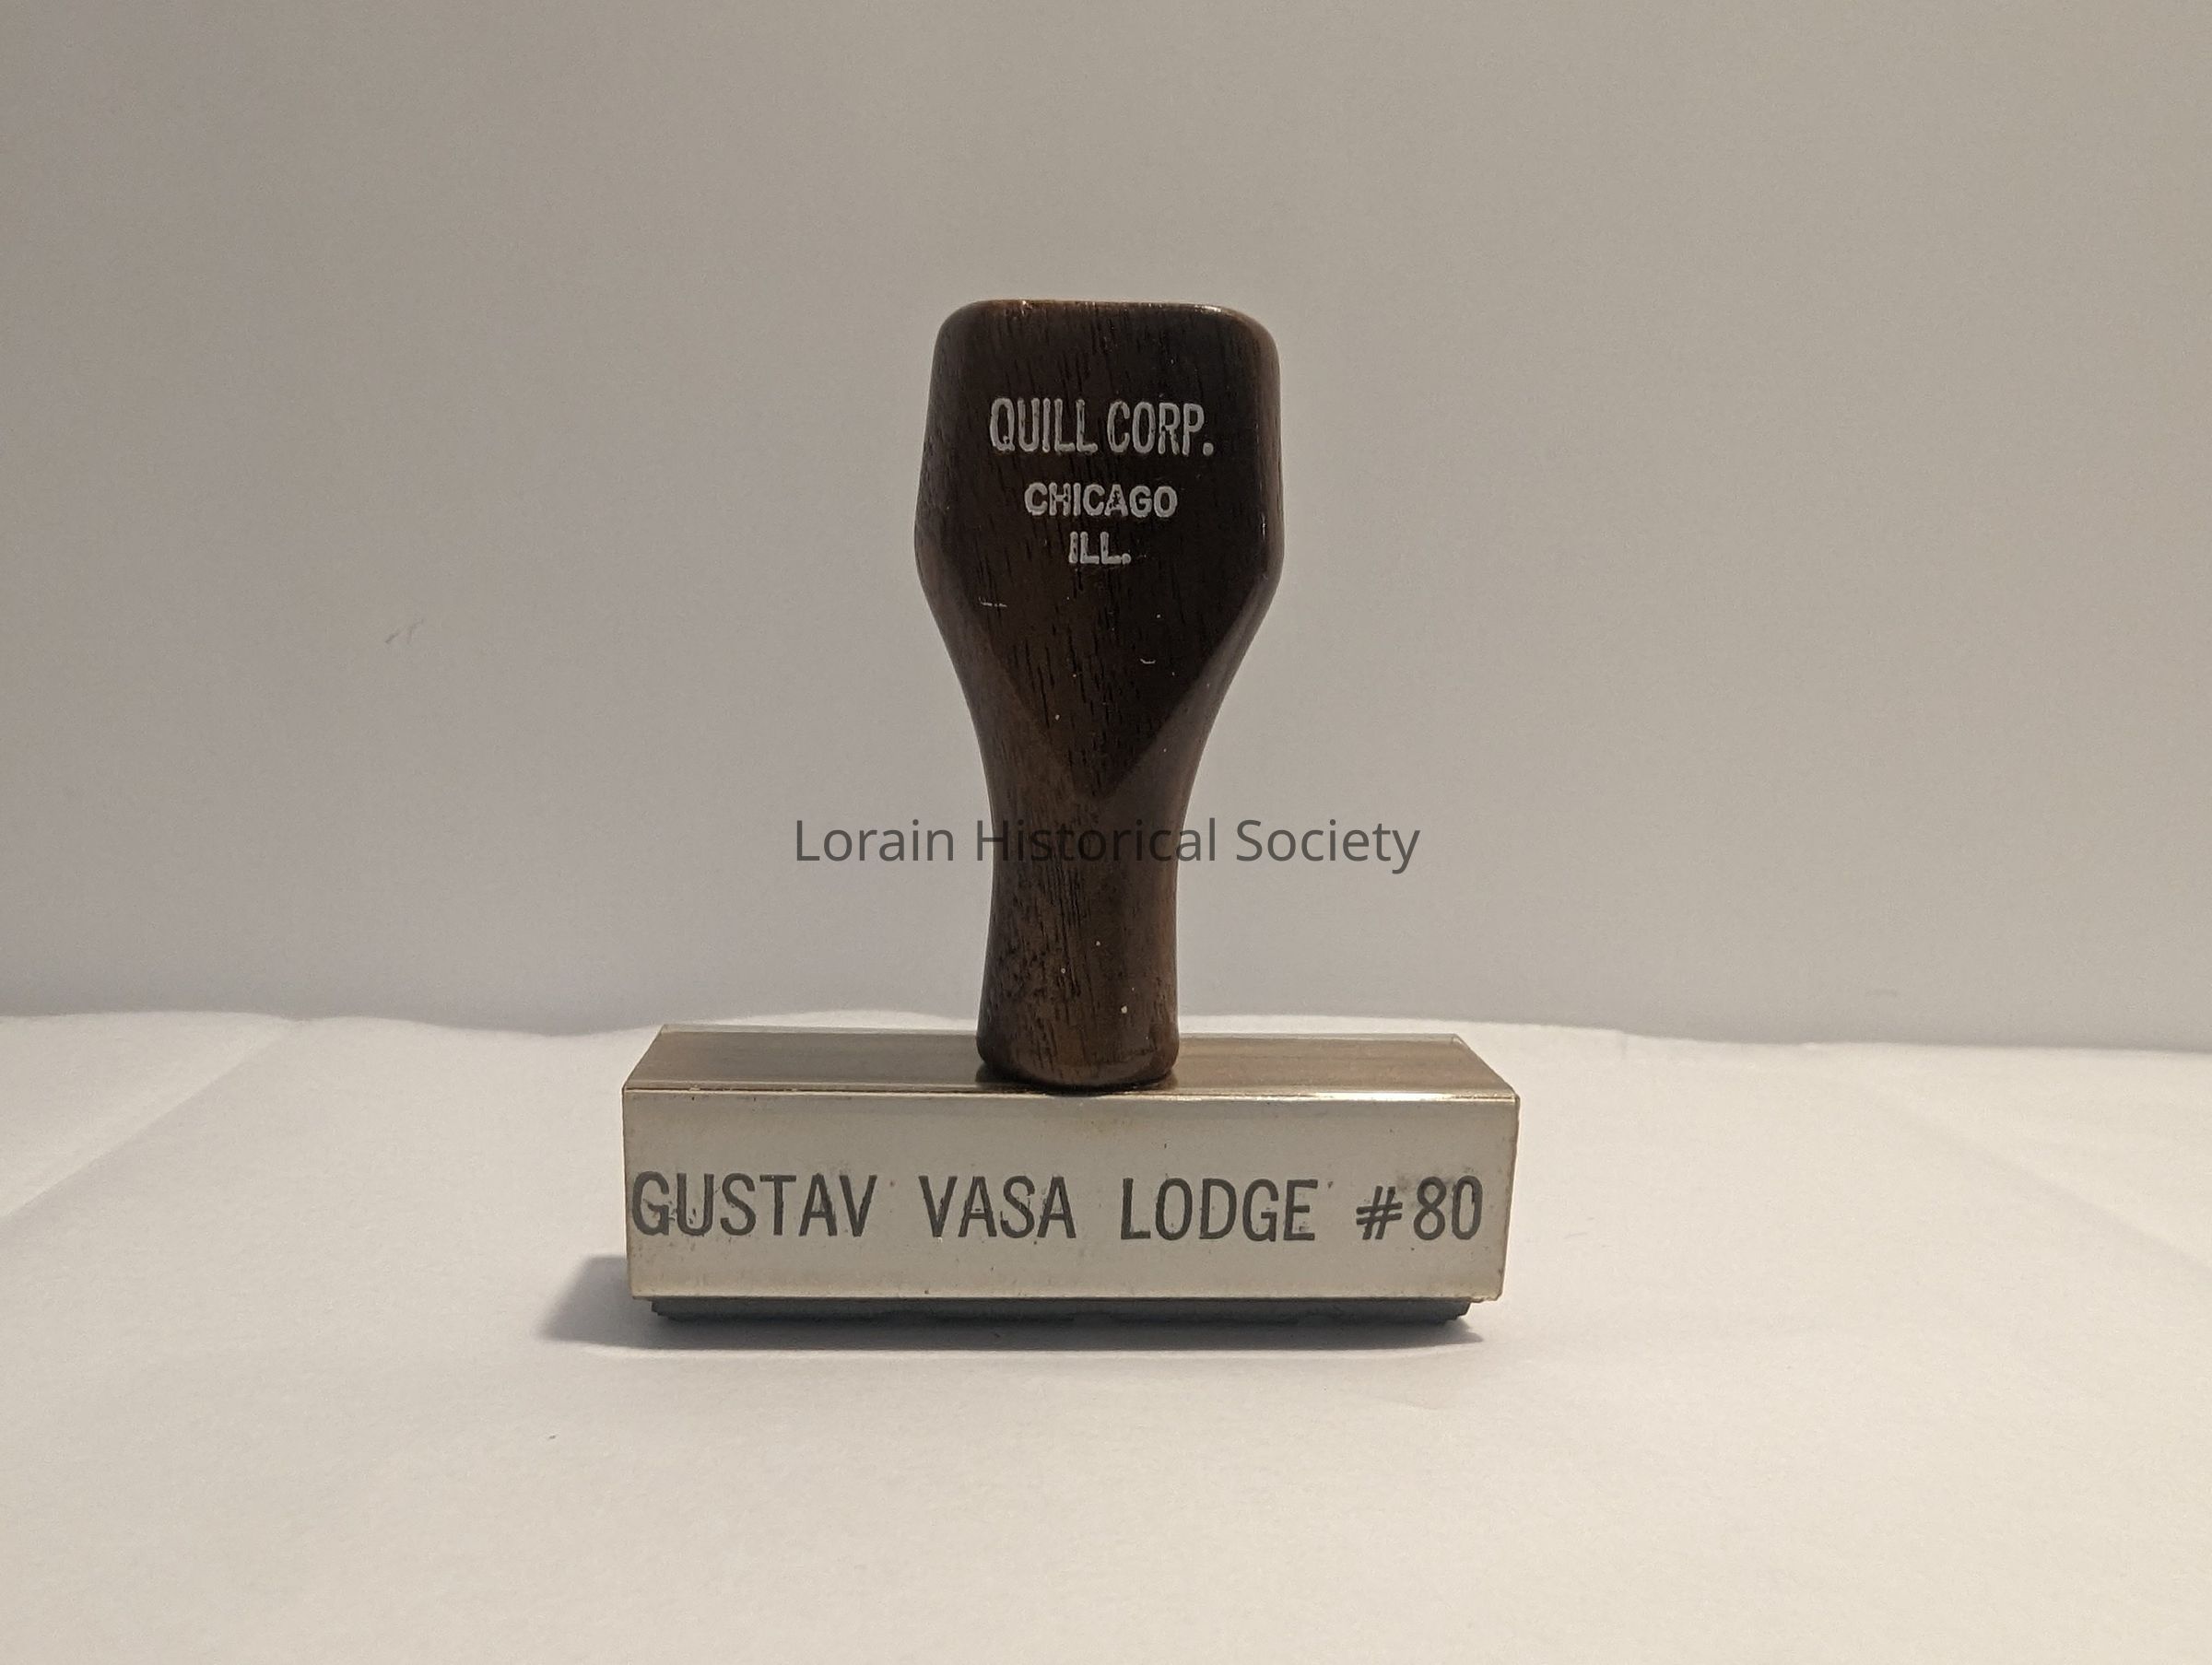 QUILL CORP.
CHICAGO
ILL.
Lorain Historical Society
GUSTAV VASA LODGE #80